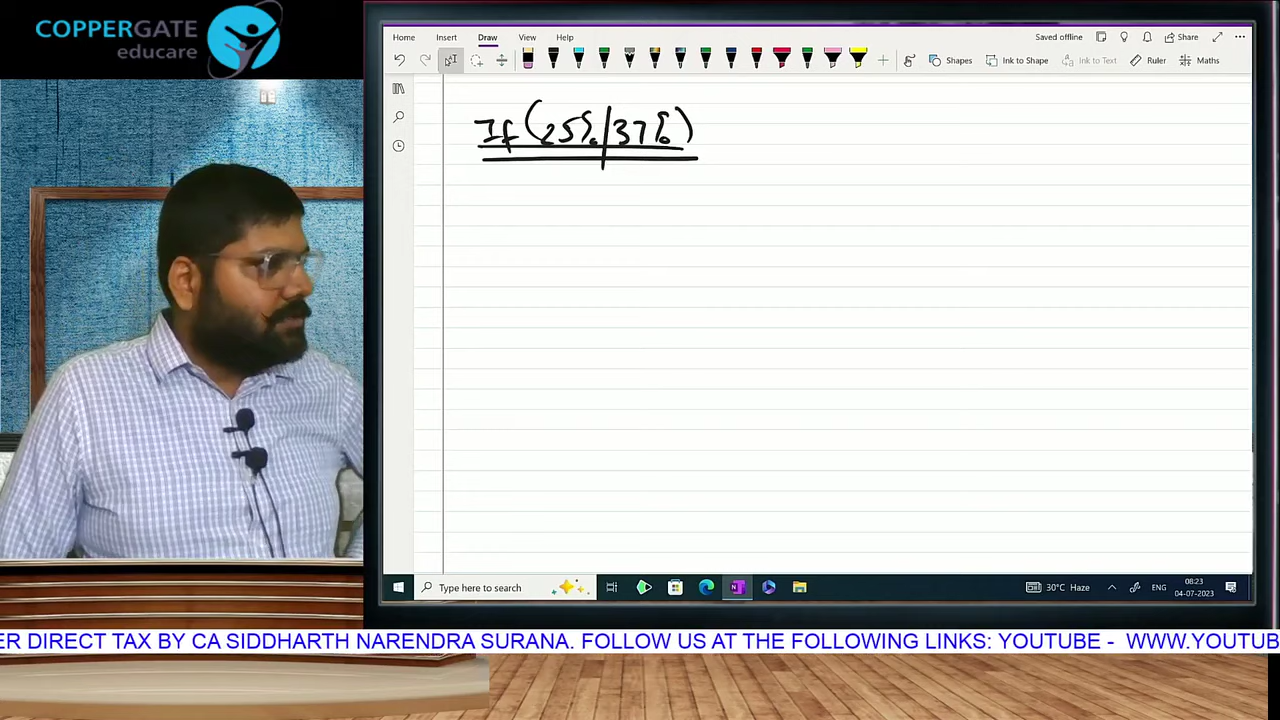 COPPERGATE
educare
Home Insert Draw View Help
Saved offline
Share
Shapes
Ink to Shape
Ink to Text
Ruler
Maths
If (25%/37%)
Type here to search
30°C Haze
ENG
08:23
04-07-2023
ER DIRECT TAX BY CA SIDDHARTH NARENDRA SURANA. FOLLOW US AT THE FOLLOWING LINKS: YOUTUBE - WWW.YOUTUB